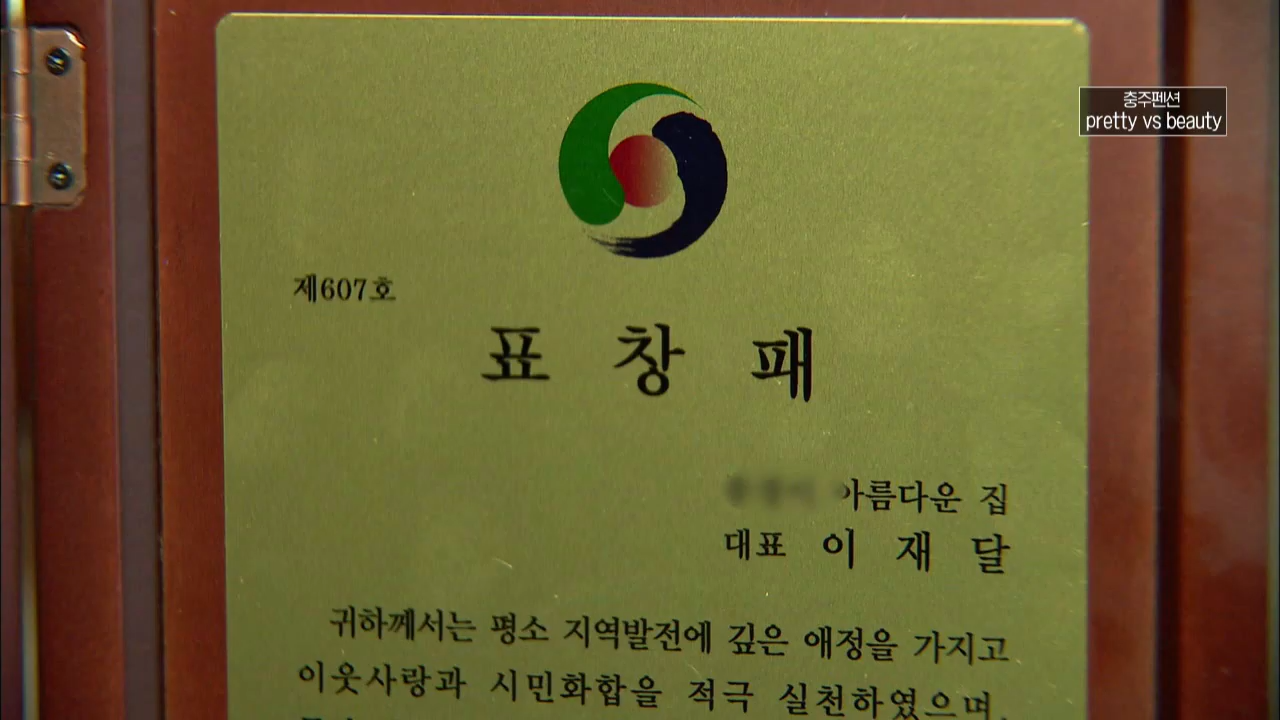 충주펜션
pretty vs beauty
제607호
표 창 패
아름다운 집
대표 이 재 달
귀하께서는 평소 지역발전에 깊은 애정을 가지고
이웃사랑과 시민화합을 적극 실천하였으며,